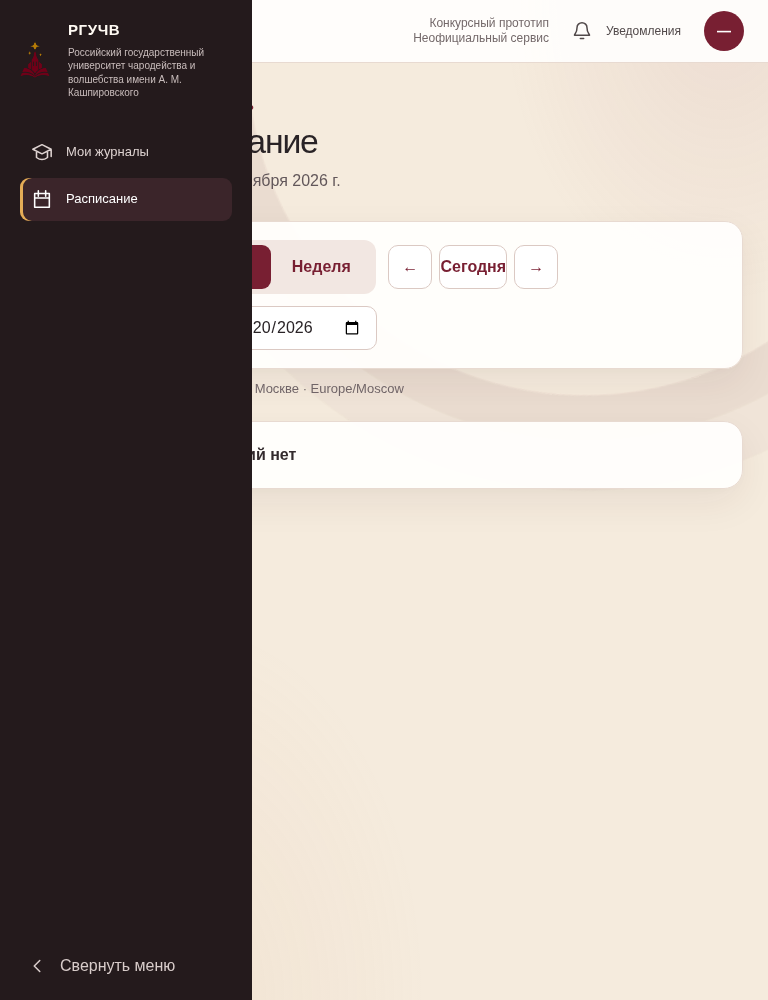 РГУЧВ
Российский государственный
университет чародейства и
волшебства имени А. М.
Кашпировского
Мои журналы
Расписание
Свернуть меню
Конкурсный прототип
Неофициальный сервис
Уведомления
—
ание
ября 2026 г.
Неделя
←
Сегодня
→
20/2026
Москве · Europe/Moscow
ий нет